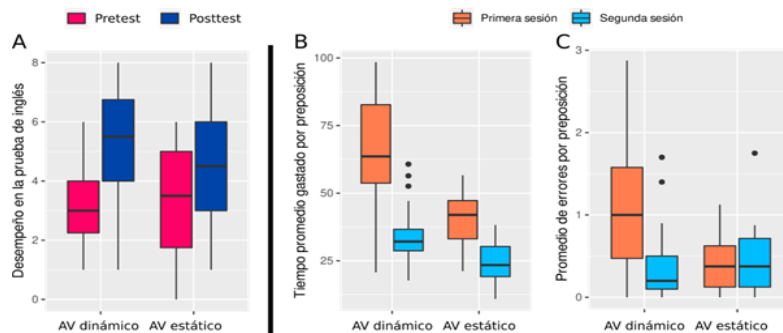 Pretest Posttest
A
Desempeño en la prueba de inglés
8
6
4
2
0
AV dinámico AV estático
Primera sesión Segunda sesión
B
Tiempo promedio gastado por preposición
100
75
50
25
AV dinámico AV estático
C
Promedio de errores por preposición
3
2
1
0
AV dinámico AV estático